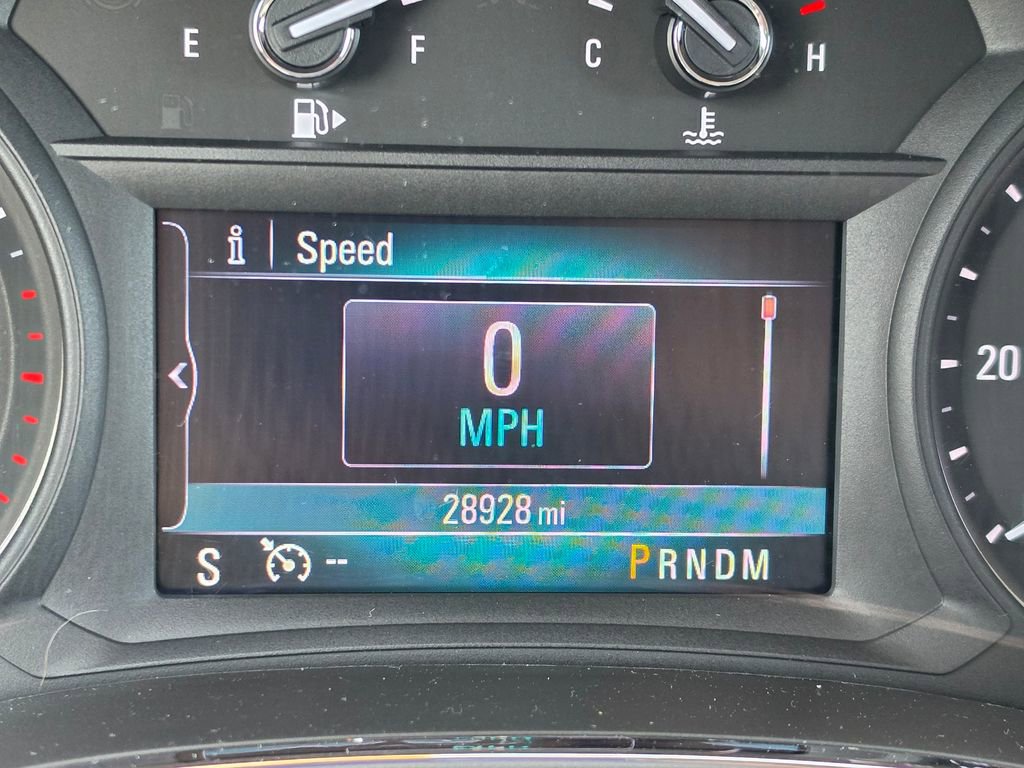 E F C H
i Speed
0
20
MPH
28928 mi
S -- PRNDM